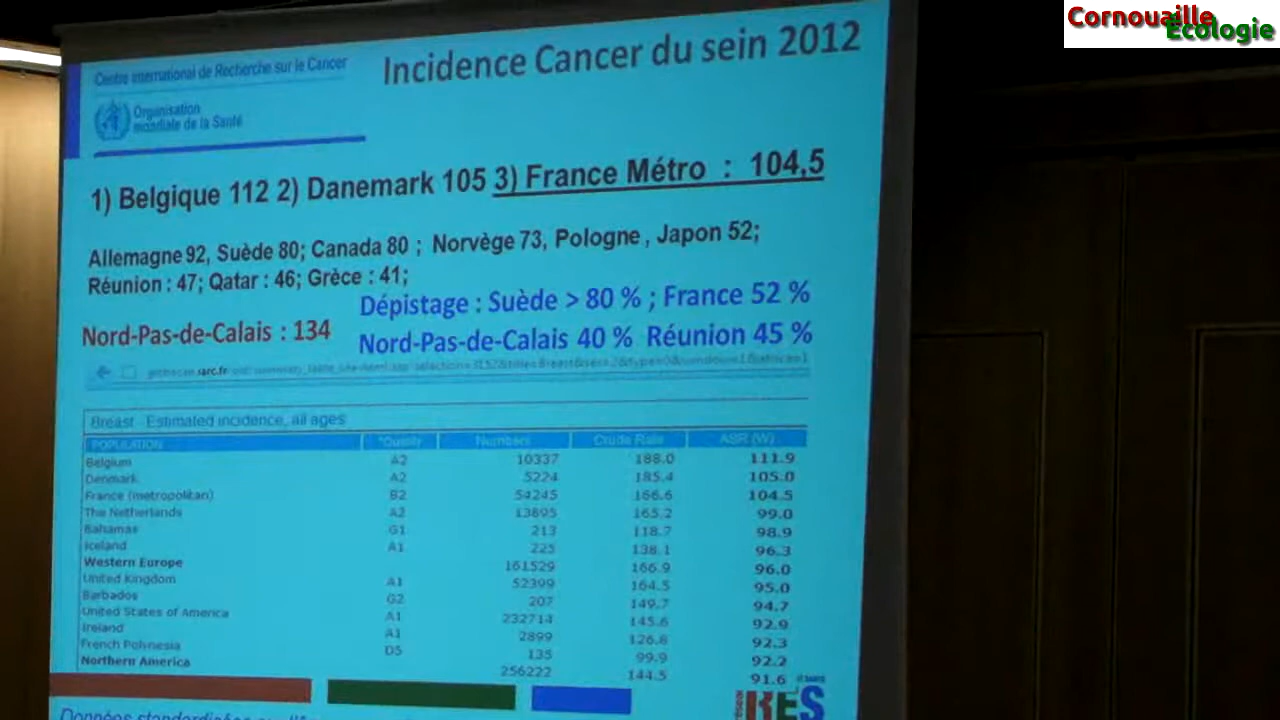 Cornouaille
Écologie
Centre international de Recherche sur le Cancer
Incidence Cancer du sein 2012
Organisation
mondiale de la Santé
1) Belgique 112 2) Danemark 105 3) France Métro : 104,5
Allemagne 92, Suède 80; Canada 80 ; Norvège 73, Pologne , Japon 52;
Réunion : 47; Qatar : 46; Grèce : 41;
Dépistage : Suède > 80 % ; France 52 %
Nord-Pas-de-Calais : 134
Nord-Pas-de-Calais 40 % Réunion 45 %
Breast Estimated incidence, all ages
POPULATION Numbers Crude Rate ASR (W)
Belgium A2 10337 188.0 111.9
Denmark A2 5224 185.4 105.0
France (metropolitan) B2 54245 166.6 104.5
The Netherlands A2 13895 165.2 99.0
Bahamas G1 213 118.7 98.9
Iceland A1 225 138.1 96.3
Western Europe 161529 166.9 96.0
United Kingdom A1 52399 164.5 95.0
Barbados G2 207 149.7 94.7
United States of America A1 232714 145.6 92.9
Ireland A1 2899 126.8 92.3
French Polynesia D5 135 99.9 92.2
Northern America 256222 144.5 91.6
RES